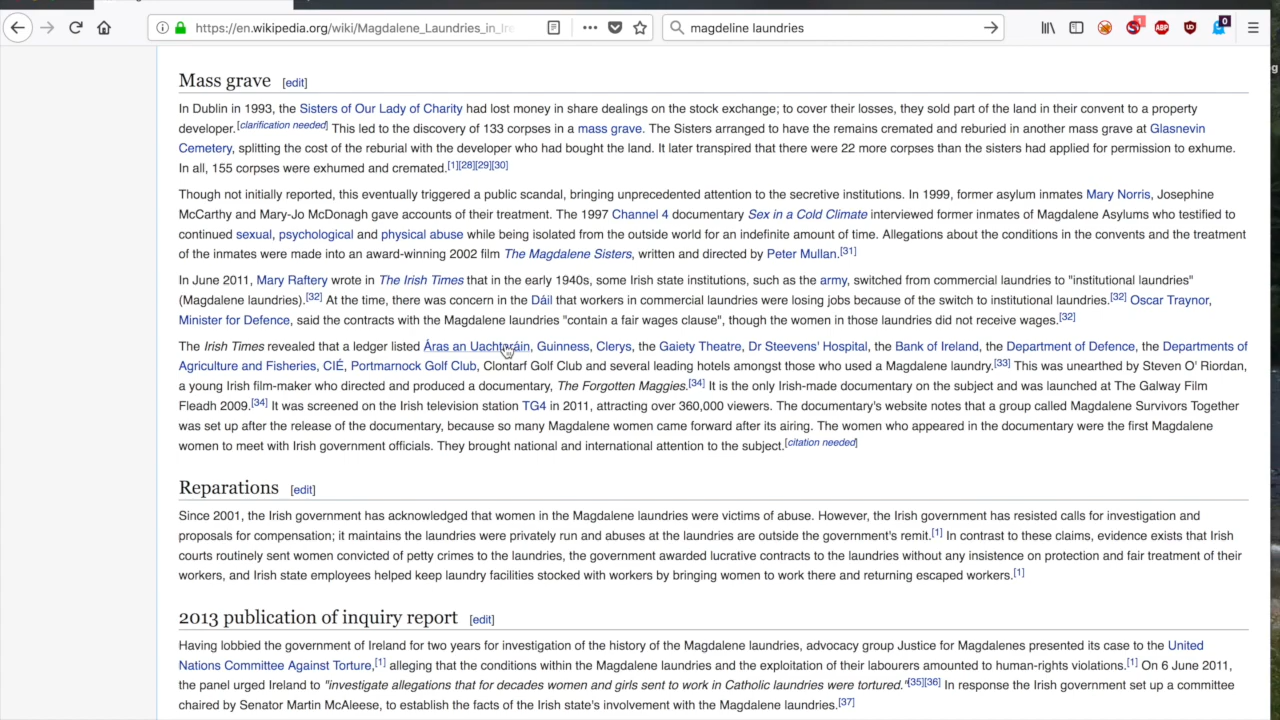 https://en.wikipedia.org/wiki/Magdalene_Laundries_in_Ire
magdeline laundries
1
ABP
0
Mass grave [edit]
In Dublin in 1993, the Sisters of Our Lady of Charity had lost money in share dealings on the stock exchange; to cover their losses, they sold part of the land in their convent to a property
developer.[clarification needed] This led to the discovery of 133 corpses in a mass grave. The Sisters arranged to have the remains cremated and reburied in another mass grave at Glasnevin
Cemetery, splitting the cost of the reburial with the developer who had bought the land. It later transpired that there were 22 more corpses than the sisters had applied for permission to exhume.
In all, 155 corpses were exhumed and cremated.[1][28][29][30]
Though not initially reported, this eventually triggered a public scandal, bringing unprecedented attention to the secretive institutions. In 1999, former asylum inmates Mary Norris, Josephine
McCarthy and Mary-Jo McDonagh gave accounts of their treatment. The 1997 Channel 4 documentary Sex in a Cold Climate interviewed former inmates of Magdalene Asylums who testified to
continued sexual, psychological and physical abuse while being isolated from the outside world for an indefinite amount of time. Allegations about the conditions in the convents and the treatment
of the inmates were made into an award-winning 2002 film The Magdalene Sisters, written and directed by Peter Mullan.[31]
In June 2011, Mary Raftery wrote in The Irish Times that in the early 1940s, some Irish state institutions, such as the army, switched from commercial laundries to "institutional laundries"
(Magdalene laundries).[32] At the time, there was concern in the Dáil that workers in commercial laundries were losing jobs because of the switch to institutional laundries.[32] Oscar Traynor,
Minister for Defence, said the contracts with the Magdalene laundries "contain a fair wages clause", though the women in those laundries did not receive wages.[32]
The Irish Times revealed that a ledger listed Áras an Uachtaráin, Guinness, Clerys, the Gaiety Theatre, Dr Steevens' Hospital, the Bank of Ireland, the Department of Defence, the Departments of
Agriculture and Fisheries, CIÉ, Portmarnock Golf Club, Clontarf Golf Club and several leading hotels amongst those who used a Magdalene laundry.[33] This was unearthed by Steven O' Riordan,
a young Irish film-maker who directed and produced a documentary, The Forgotten Maggies.[34] It is the only Irish-made documentary on the subject and was launched at The Galway Film
Fleadh 2009.[34] It was screened on the Irish television station TG4 in 2011, attracting over 360,000 viewers. The documentary's website notes that a group called Magdalene Survivors Together
was set up after the release of the documentary, because so many Magdalene women came forward after its airing. The women who appeared in the documentary were the first Magdalene
women to meet with Irish government officials. They brought national and international attention to the subject.[citation needed]
Reparations [edit]
Since 2001, the Irish government has acknowledged that women in the Magdalene laundries were victims of abuse. However, the Irish government has resisted calls for investigation and
proposals for compensation; it maintains the laundries were privately run and abuses at the laundries are outside the government's remit.[1] In contrast to these claims, evidence exists that Irish
courts routinely sent women convicted of petty crimes to the laundries, the government awarded lucrative contracts to the laundries without any insistence on protection and fair treatment of their
workers, and Irish state employees helped keep laundry facilities stocked with workers by bringing women to work there and returning escaped workers.[1]
2013 publication of inquiry report [edit]
Having lobbied the government of Ireland for two years for investigation of the history of the Magdalene laundries, advocacy group Justice for Magdalenes presented its case to the United
Nations Committee Against Torture,[1] alleging that the conditions within the Magdalene laundries and the exploitation of their labourers amounted to human-rights violations.[1] On 6 June 2011,
the panel urged Ireland to "investigate allegations that for decades women and girls sent to work in Catholic laundries were tortured."[35][36] In response the Irish government set up a committee
chaired by Senator Martin McAleese, to establish the facts of the Irish state's involvement with the Magdalene laundries.[37]